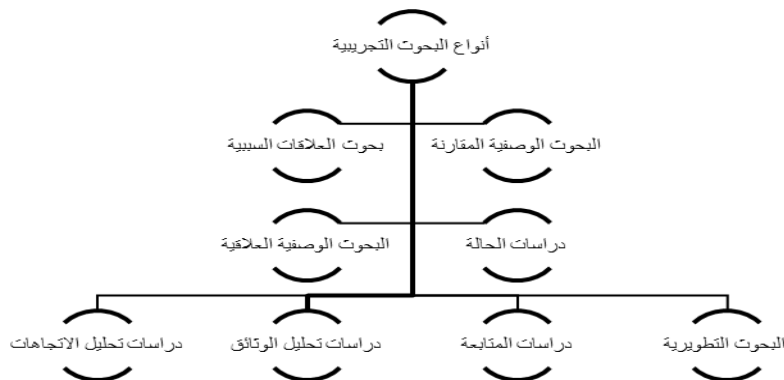 أنواع البحوث التجريبية
البحوث الوصفية المقارنة
بحوث العلاقات السببية
دراسات الحالة
البحوث الوصفية العلاقية
البحوث التطويرية
دراسات المتابعة
دراسات تحليل الوثائق
دراسات تحليل الاتجاهات